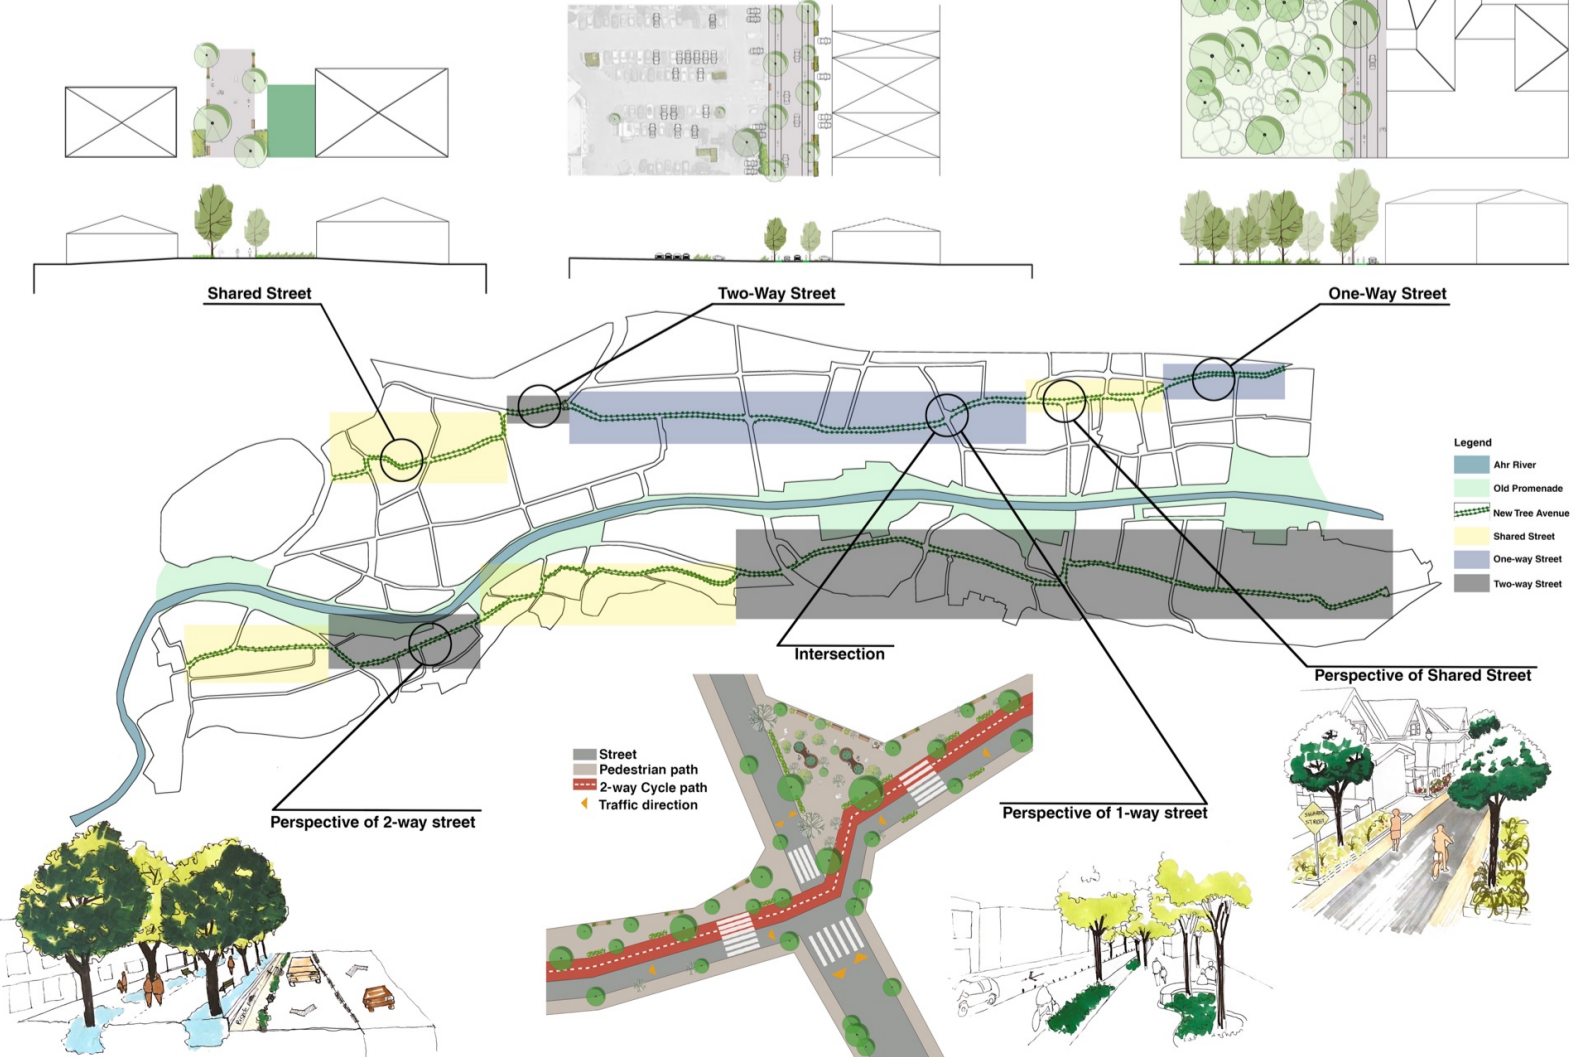 Shared Street
Two-Way Street
One-Way Street
Legend
Ahr River
Old Promenade
New Tree Avenue
Shared Street
One-way Street
Two-way Street
Intersection
Perspective of Shared Street
Street
Pedestrian path
2-way Cycle path
Traffic direction
Perspective of 2-way street
Perspective of 1-way street
SHARED
STREET